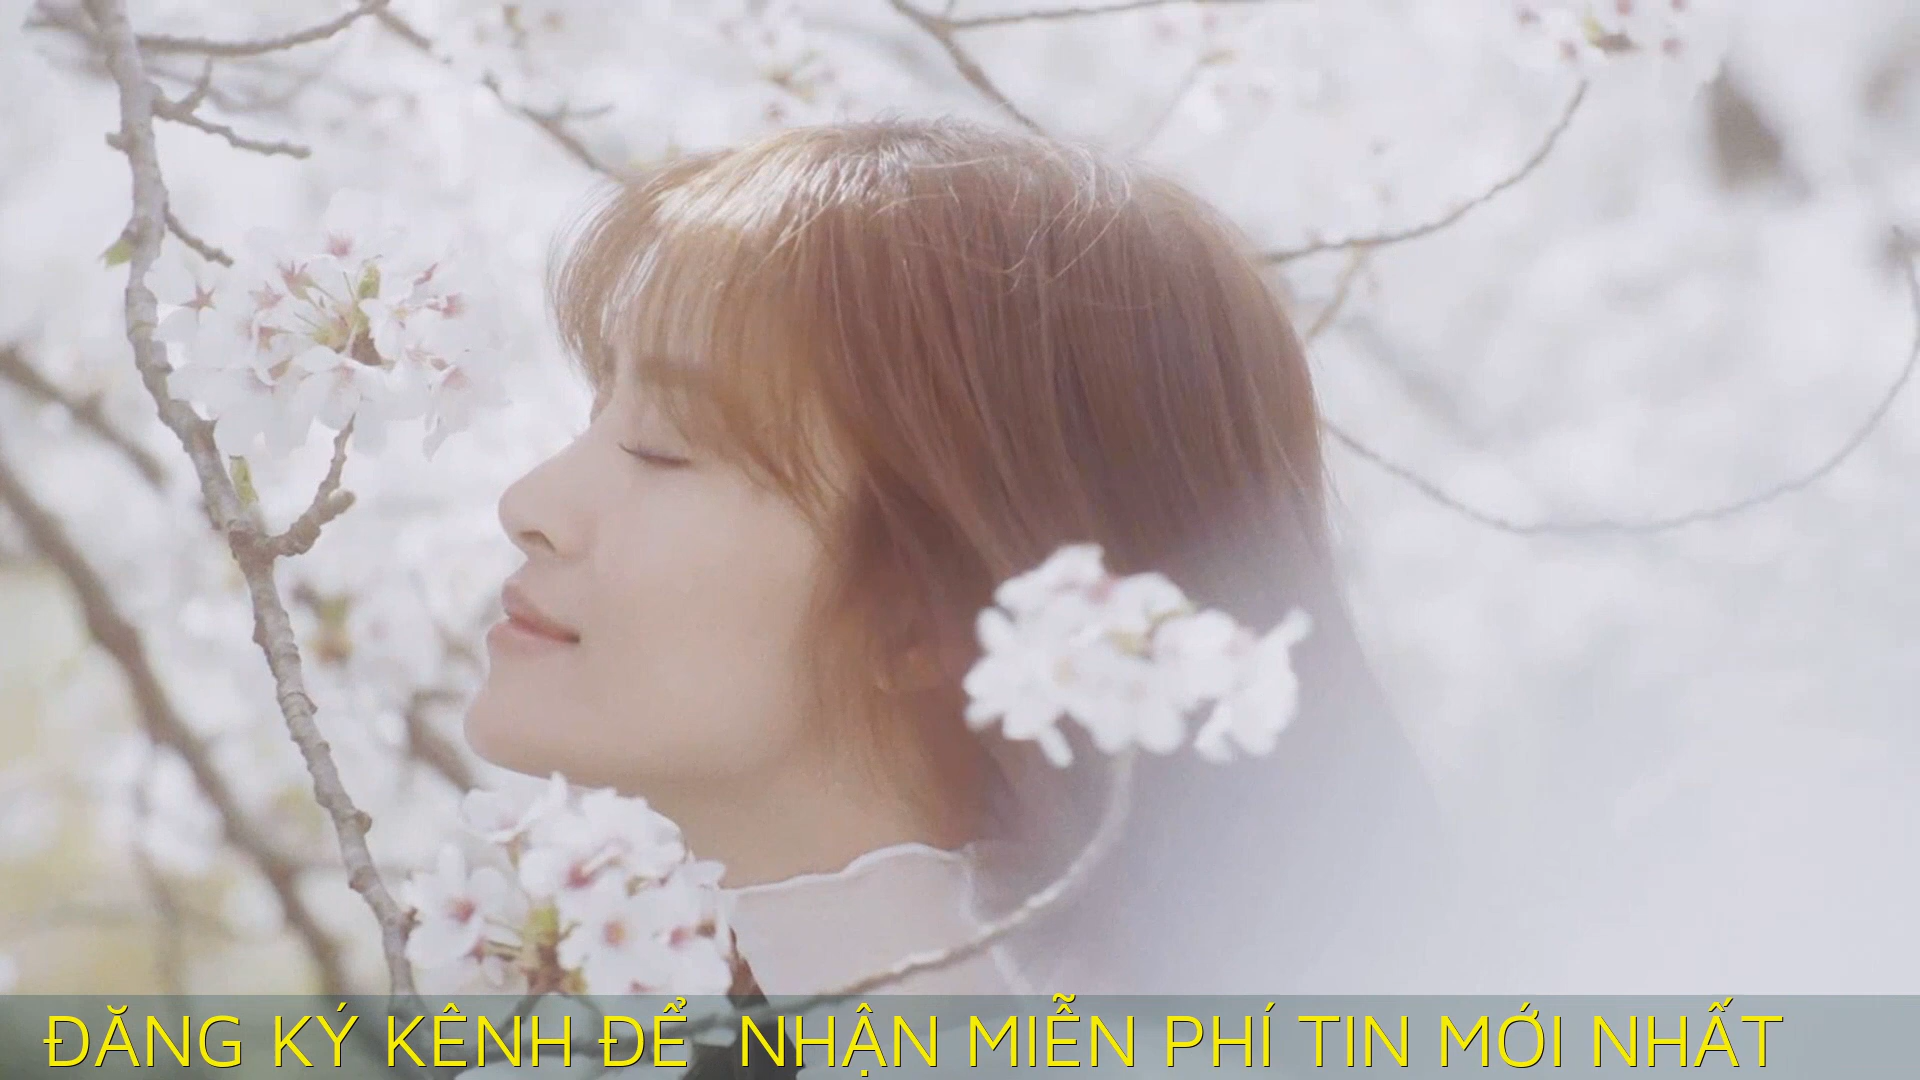 ĐĂNG KÝ KÊNH ĐỂ  NHẬN MIỄN PHÍ TIN MỚI NHẤT